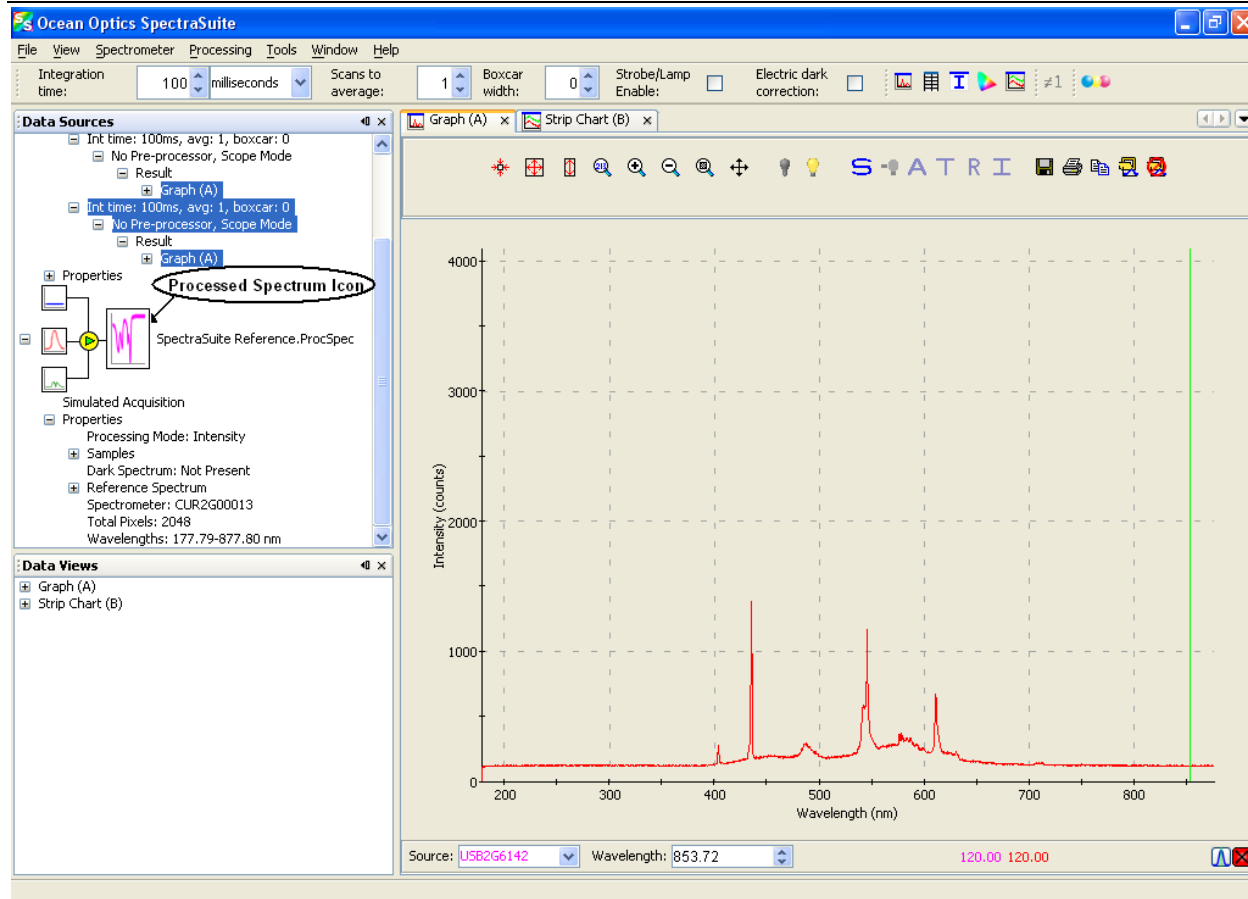 Ocean Optics SpectraSuite
File View Spectrometer Processing Tools Window Help
Integration time: 100 milliseconds Scans to average: 1 Boxcar width: 0 Strobe/Lamp Enable: Electric dark correction: ≠1
Data Sources
Int time: 100ms, avg: 1, boxcar: 0
No Pre-processor, Scope Mode
Result
Graph (A)
Int time: 100ms, avg: 1, boxcar: 0
No Pre-processor, Scope Mode
Result
Graph (A)
Properties
Processed Spectrum Icon
SpectraSuite Reference.ProcSpec
Simulated Acquisition
Properties
Processing Mode: Intensity
Samples
Dark Spectrum: Not Present
Reference Spectrum
Spectrometer: CUR2G00013
Total Pixels: 2048
Wavelengths: 177.79-877.80 nm
Data Views
Graph (A)
Strip Chart (B)
Graph (A) Strip Chart (B)
S A T R I
4000
3000
2000
1000
0
Intensity (counts)
200 300 400 500 600 700 800
Wavelength (nm)
Source: USB2G6142 Wavelength: 853.72 120.00 120.00